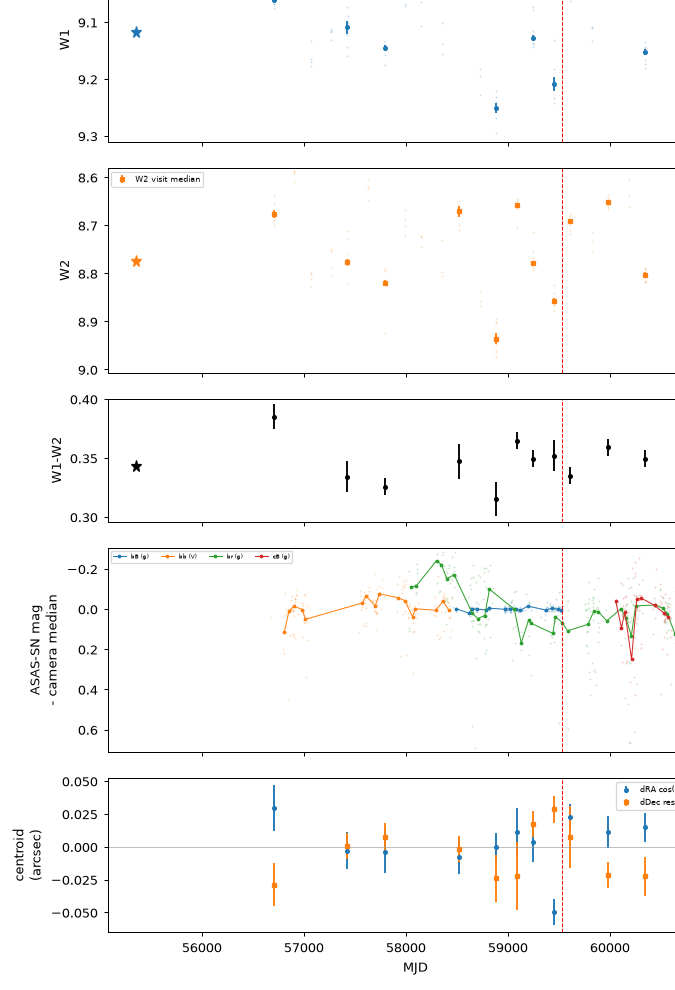 9.1
W1
9.2
9.3
W2 visit median
8.6
8.7
W2
8.8
8.9
9.0
0.40
W1-W2
0.35
0.30
bB (g) bb (V) br (g) cB (g)
−0.2
0.0
ASAS-SN mag
- camera median
0.2
0.4
0.6
0.050
dRA cos(
0.025
dDec res
centroid
(arcsec)
0.000
−0.025
−0.050
56000 57000 58000 59000 60000
MJD